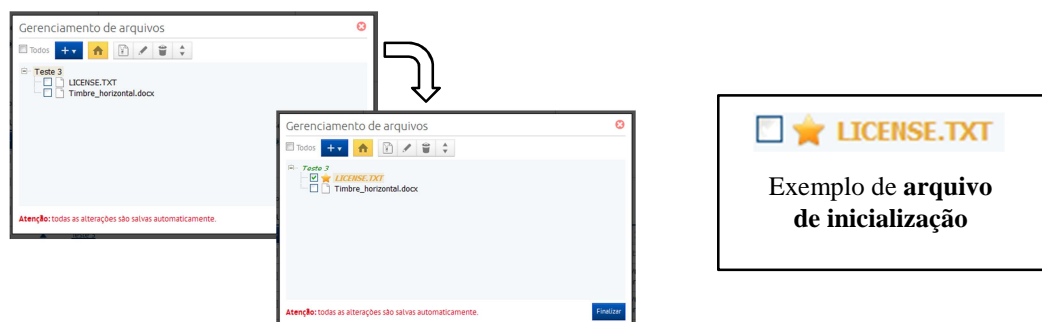 Gerenciamento de arquivos
Todos
Teste 3
LICENSE.TXT
Timbre_horizontal.docx
Atenção: todas as alterações são salvas automaticamente.
Gerenciamento de arquivos
Todos
Teste 3
LICENSE.TXT
Timbre_horizontal.docx
Atenção: todas as alterações são salvas automaticamente.
Finalizar
LICENSE.TXT
Exemplo de arquivo
de inicialização